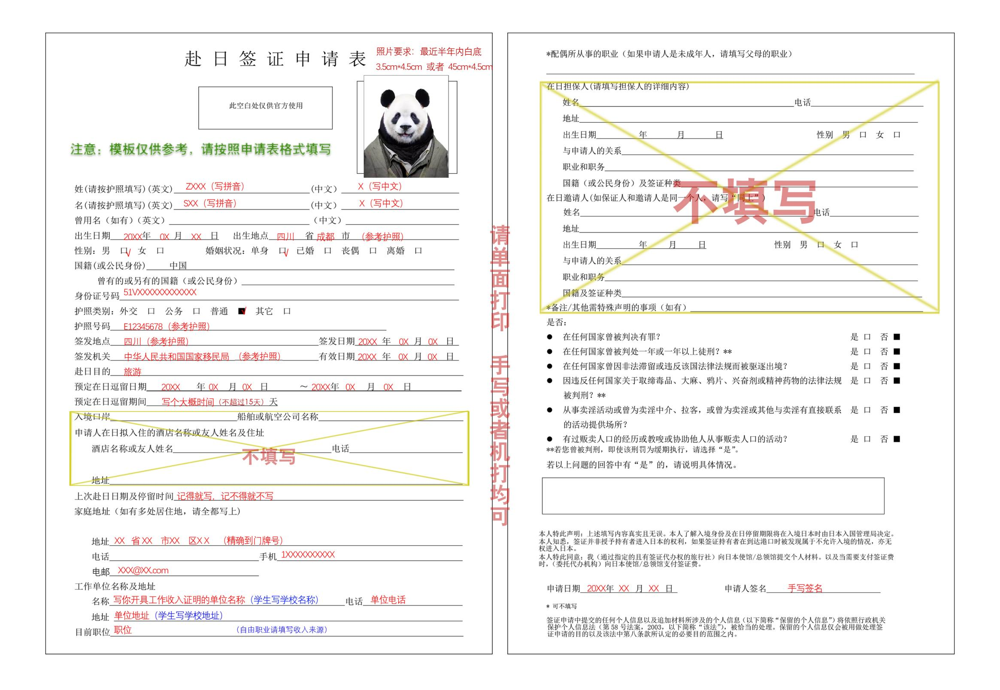 赴日签证申请表
照片要求：最近半年内白底
3.5cm*4.5cm 或者 45cm*4.5cm
此空白处仅供官方使用
注意：模板仅供参考，请按照申请表格式填写
姓(请按护照填写)(英文) ZXXX（写拼音） (中文) X（写中文）
名(请按护照填写)(英文) SXX（写拼音） (中文) X（写中文）
曾用名（如有）(英文) （中文）
出生日期 20XX年 0X 月 XX 日 出生地点 四川 省 成都 市 （参考护照）
性别：男 口√ 女 口 婚姻状况：单身 口√ 已婚 口 丧偶 口 离婚 口
国籍(或公民身份) 中国
曾有的或另有的国籍（或公民身份）
身份证号码 51VXXXXXXXXXXXX
护照类别：外交 口 公务 口 普通 ■√ 其它 口
护照号码 E12345678（参考护照）
签发地点 四川（参考护照） 签发日期 20XX 年 0X 月 0X 日
签发机关 中华人民共和国国家移民局 （参考护照） 有效日期 20XX 年 0X 月 0X 日
赴日目的 旅游
预定在日逗留日期 20XX 年 0X 月 0X 日 ～ 20XX年 0X 月 0X 日
预定在日逗留期间 写个大概时间（不超过15天）天
入境口岸 船舶或航空公司名称
申请人在日拟入住的酒店名称或友人姓名及住址
酒店名称或友人姓名 电话
不填写
地址
上次赴日日期及停留时间 记得就写，记不得就不写
家庭地址（如有多处居住地，请全都写上）
地址 XX 省 XX 市XX 区X X （精确到门牌号）
电话 手机 1XXXXXXXXXX
电邮 XXX@XX.com
工作单位名称及地址
名称 写你开具工作收入证明的单位名称（学生写学校名称） 电话 单位电话
地址 单位地址（学生写学校地址）
目前职位 职位 （自由职业请填写收入来源）
请单面打印 手写或者机打均可
*配偶所从事的职业（如果申请人是未成年人，请填写父母的职业）
在日担保人(请填写担保人的详细内容)
姓名 电话
地址
出生日期 年 月 日 性别 男 口 女 口
与申请人的关系
职业和职务
国籍（或公民身份）及签证种类
不填写
在日邀请人(如保证人和邀请人是同一个人，请写“同上”)
姓名 电话
地址
出生日期 年 月 日 性别 男 口 女 口
与申请人的关系
职业和职务
国籍及签证种类
*备注/其他需特殊声明的事项（如有）
是否：
● 在任何国家曾被判决有罪？ 是 口 否 ■
● 在任何国家曾被判处一年或一年以上徒刑？** 是 口 否 ■
● 在任何国家曾因非法滞留或违反该国法律法规而被驱逐出境？ 是 口 否 ■
● 因违反任何国家关于取缔毒品、大麻、鸦片、兴奋剂或精神药物的法律法规 是 口 否 ■
被判刑？**
● 从事卖淫活动或曾为卖淫中介、拉客，或曾为卖淫或其他与卖淫有直接联系 是 口 否 ■
的活动提供场所？
● 有过贩卖人口的经历或教唆或协助他人从事贩卖人口的活动？ 是 口 否 ■
**若您曾被判刑，即使该刑罚为缓期执行，请选择“是”。
若以上问题的回答中有“是”的，请说明具体情况。
本人特此声明：上述填写内容真实且无误。本人了解入境身份及在日停留期限将在入境日本时由日本入国管理局决定。
本人知悉，签证并非授予持有者进入日本的权利，如果签证持有者在到达港口时被发现属于不允许入境的情况，亦无
权进入日本。
本人特此同意：我（通过指定的且有签证代办权的旅行社）向日本使馆/总领馆提交个人材料。以及当需要支付签证费
时，（委托代办机构）向日本使馆/总领馆支付签证费。
申请日期 20XX年 XX 月 XX 日 申请人签名 手写签名
* 可不填写
签证申请中提交的任何个人信息以及追加材料所涉及的个人信息（以下简称“保留的个人信息”）将依照行政机关
保护个人信息法（第 58 号法案，2003，以下简称“该法”），被恰当的处理。保留的个人信息仅会被用做处理签
证申请的目的以及该法中第八条款所认定的必要目的范围之内。